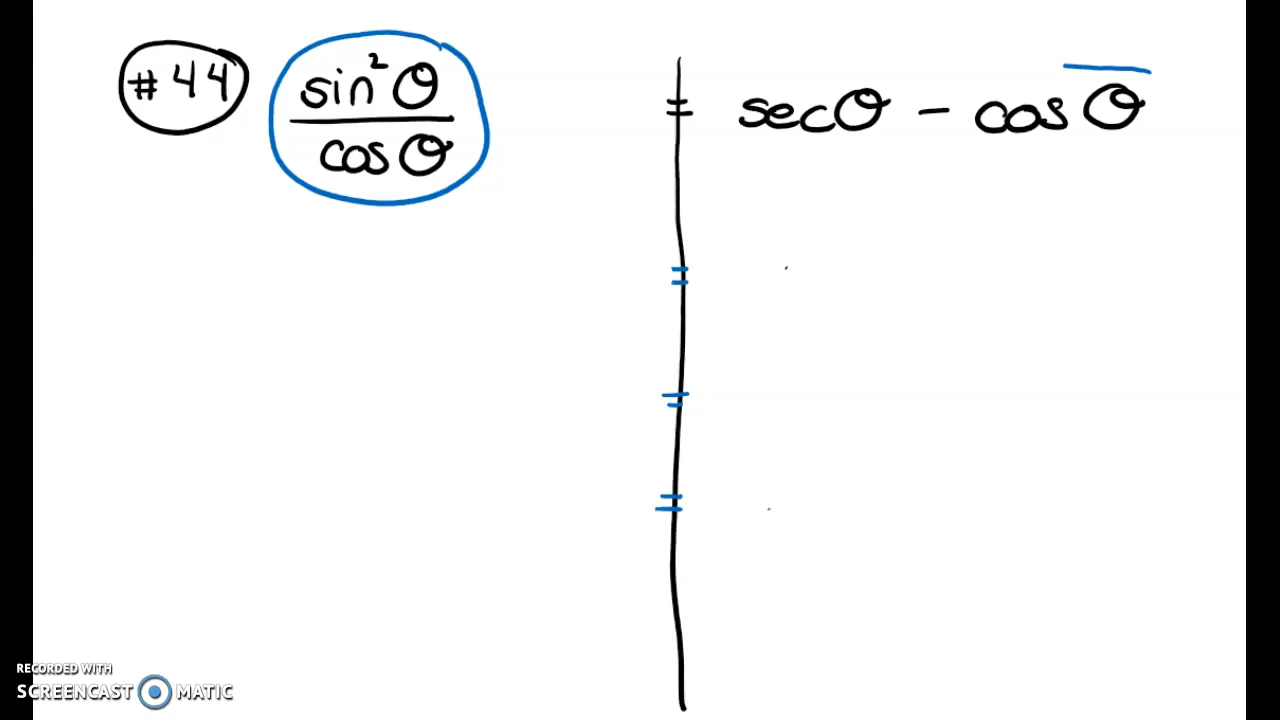 #44 sin²θ / cosθ = secθ - cosθ
=
=
=
RECORDED WITH
SCREENCAST MATIC